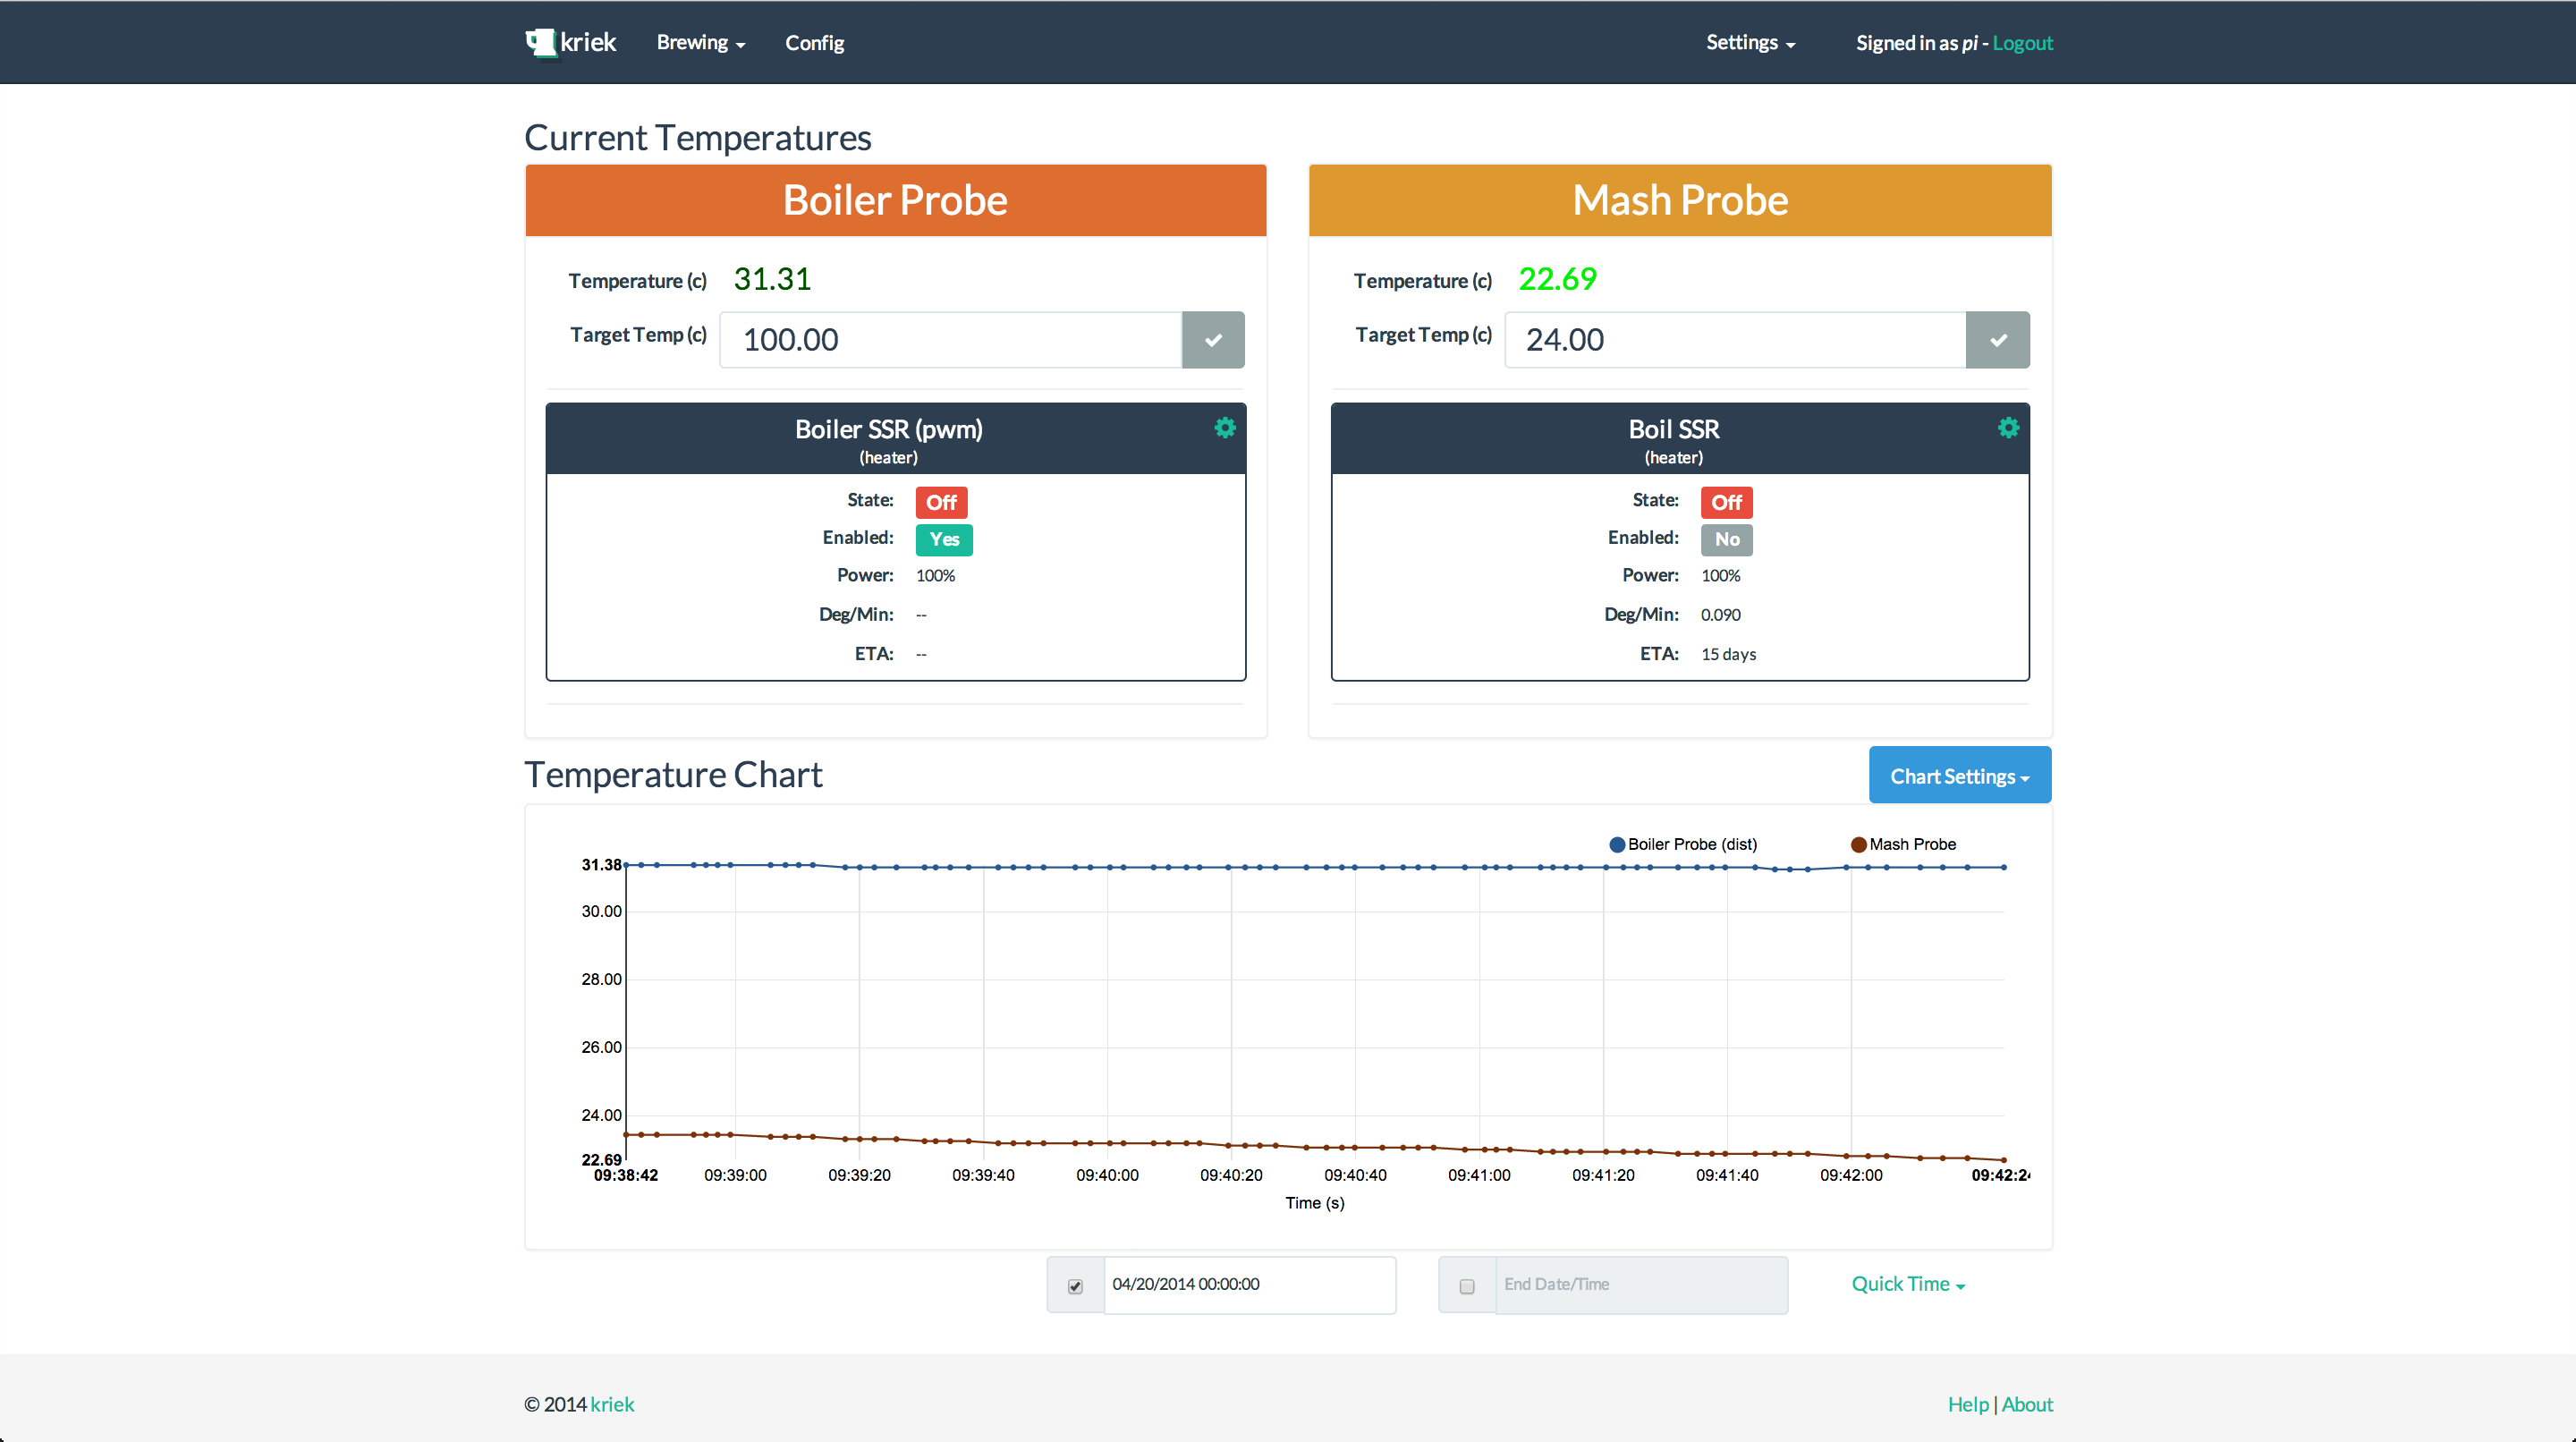 kriek Brewing Config Settings Signed in as pi - Logout
Current Temperatures
Boiler Probe
Temperature (c) 31.31
Target Temp (c) 100.00
Boiler SSR (pwm)
(heater)
State: Off
Enabled: Yes
Power: 100%
Deg/Min: --
ETA: --
Mash Probe
Temperature (c) 22.69
Target Temp (c) 24.00
Boil SSR
(heater)
State: Off
Enabled: No
Power: 100%
Deg/Min: 0.090
ETA: 15 days
Temperature Chart
Chart Settings
Boiler Probe (dist) Mash Probe
31.38
30.00
28.00
26.00
24.00
22.69
09:38:42 09:39:00 09:39:20 09:39:40 09:40:00 09:40:20 09:40:40 09:41:00 09:41:20 09:41:40 09:42:00 09:42:24
Time (s)
04/20/2014 00:00:00 End Date/Time Quick Time
© 2014 kriek Help | About